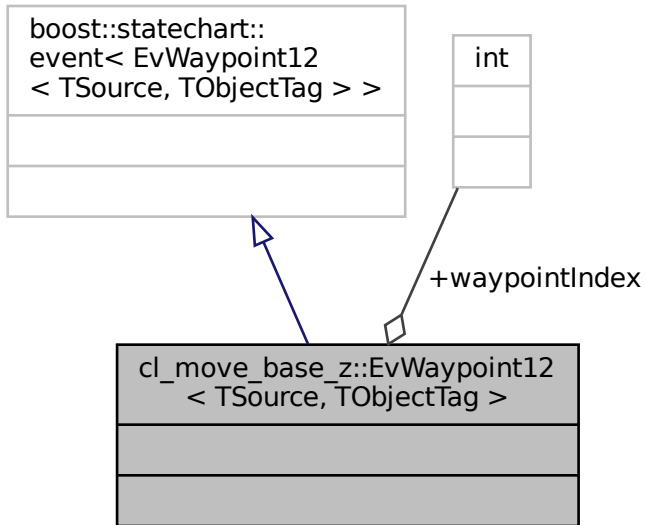 boost::statechart::
event< EvWaypoint12
< TSource, TObjectTag > >
int
+waypointIndex
cl_move_base_z::EvWaypoint12
< TSource, TObjectTag >